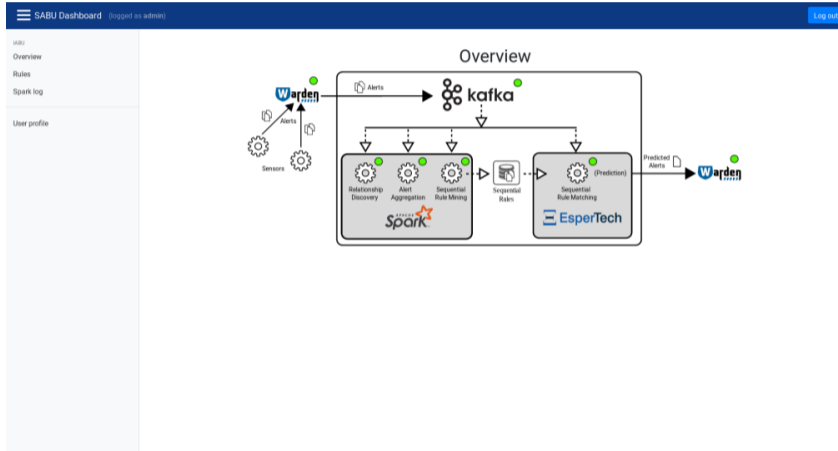 SABU Dashboard (logged as admin)
Log out
SABU
Overview
Rules
Spark log
User profile
Overview
Warden
Alerts
kafka
Alerts
Sensors
Relationship
Discovery
Alert
Aggregation
Sequential
Rule Mining
APACHE
Spark
Sequential
Rules
(Prediction)
Sequential
Rule Matching
EsperTech
Predicted
Alerts
Warden